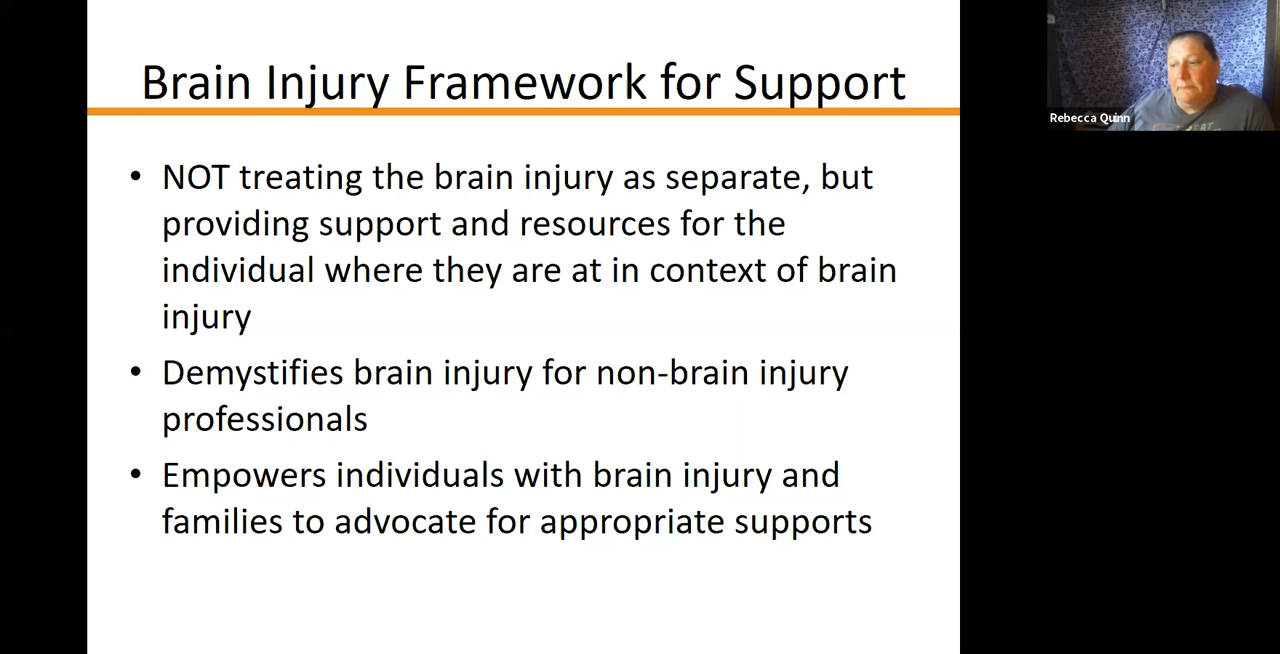 Brain Injury Framework for Support
• NOT treating the brain injury as separate, but
providing support and resources for the
individual where they are at in context of brain
injury
• Demystifies brain injury for non-brain injury
professionals
• Empowers individuals with brain injury and
families to advocate for appropriate supports
Rebecca Quinn